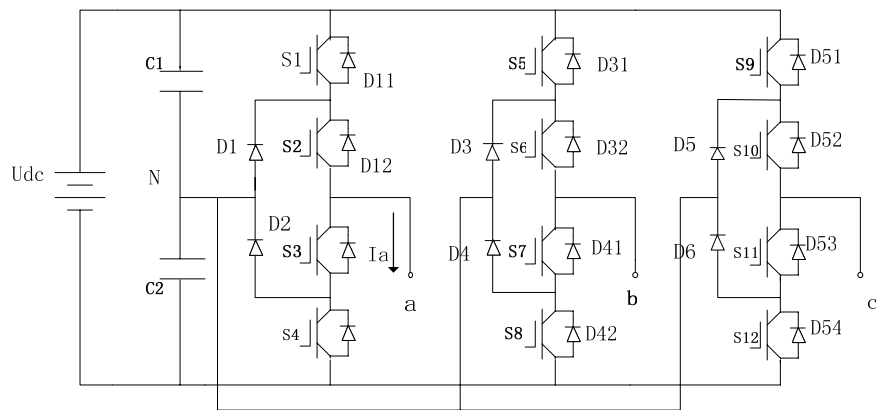 S1
D11
S5
D31
S9
D51
C1
D1
S2
D12
D3
S6
D32
D5
S10
D52
Udc
N
D2
S3
Ia
a
D4
S7
D41
b
D6
S11
D53
c
C2
S4
S8
D42
S12
D54